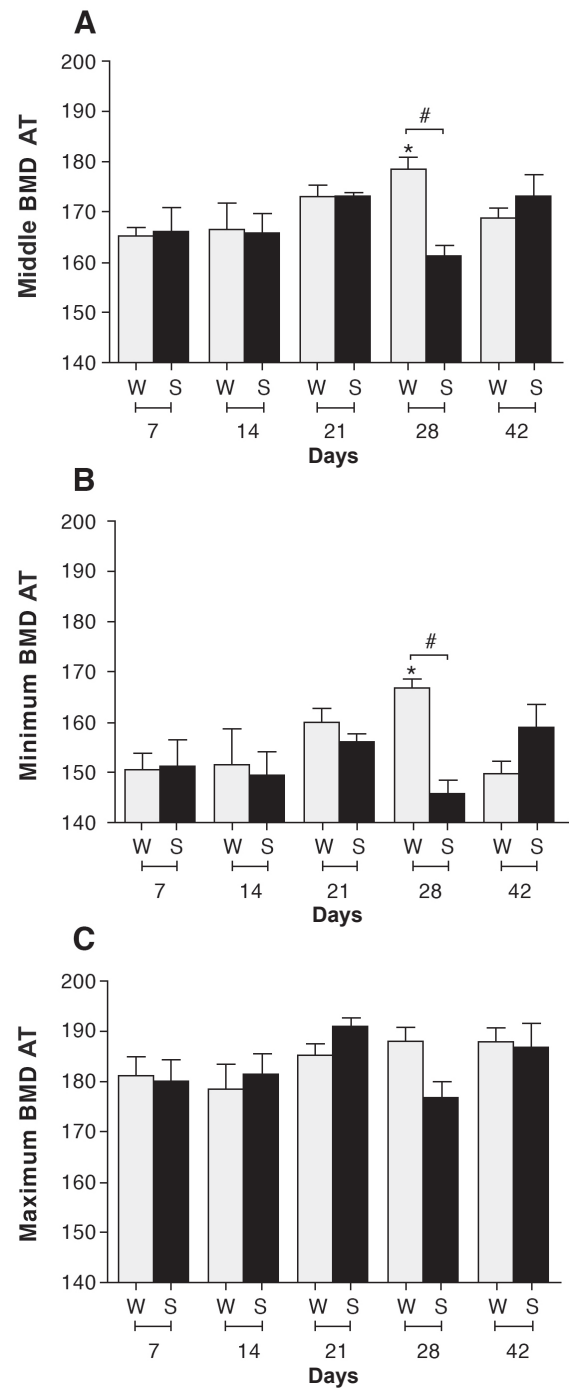 A
Middle BMD AT
200
190
180
170
160
150
140
#
*
W S W S W S W S W S
7 14 21 28 42
Days
B
Minimum BMD AT
200
190
180
170
160
150
140
#
*
W S W S W S W S W S
7 14 21 28 42
Days
C
Maximum BMD AT
200
190
180
170
160
150
140
W S W S W S W S W S
7 14 21 28 42
Days